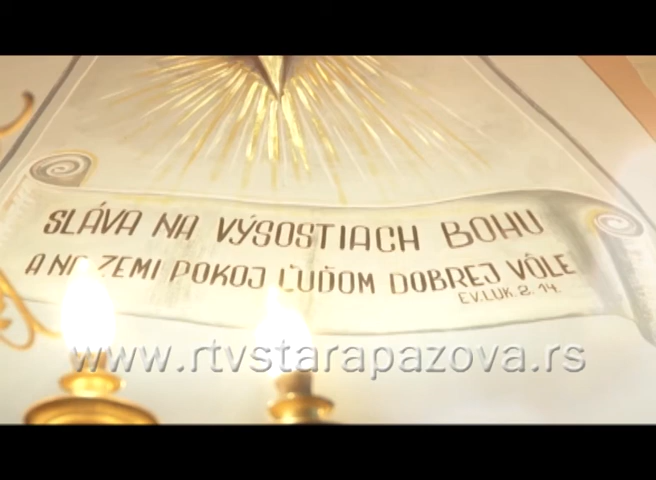 SLÁVA NA VÝSOSTIACH BOHU
A NA ZEMI POKOJ ĽUĎOM DOBREJ VÔLE
EV. LUK. 2. 14.
www.rtvstarapazova.rs